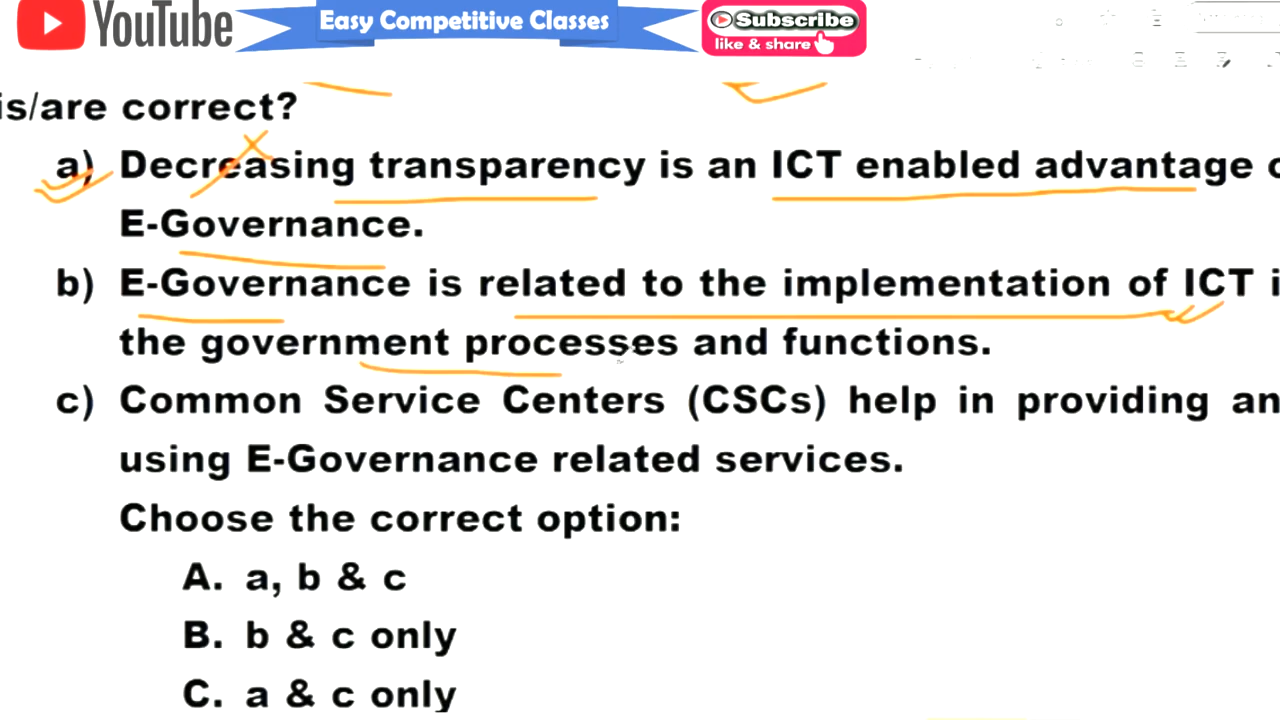 YouTube
Easy Competitive Classes
Subscribe
like & share
is/are correct?
a) Decreasing transparency is an ICT enabled advantage
E-Governance.
b) E-Governance is related to the implementation of ICT i
the government processes and functions.
c) Common Service Centers (CSCs) help in providing an
using E-Governance related services.
Choose the correct option:
A. a, b & c
B. b & c only
C. a & c only